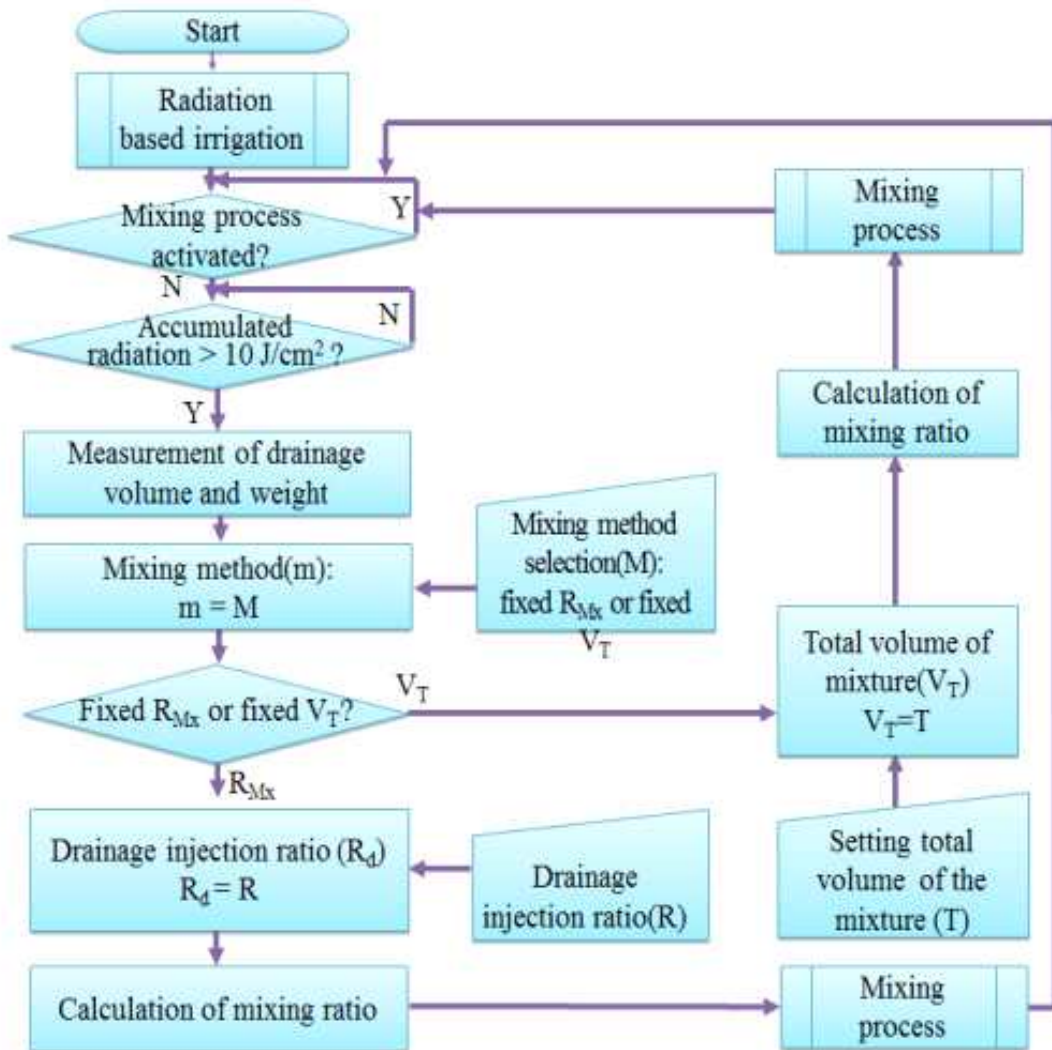 Start
Radiation
based irrigation
Mixing process
activated?
Y
N
Accumulated
radiation > 10 J/cm² ?
N
Y
Measurement of drainage
volume and weight
Mixing method(m):
m = M
Mixing method
selection(M):
fixed R_Mx or fixed
V_T
Fixed R_Mx or fixed V_T?
V_T
R_Mx
Drainage injection ratio (R_d)
R_d = R
Drainage
injection ratio(R)
Calculation of mixing ratio
Mixing
process
Calculation of
mixing ratio
Total volume of
mixture(V_T)
V_T=T
Setting total
volume of the
mixture (T)
Mixing
process